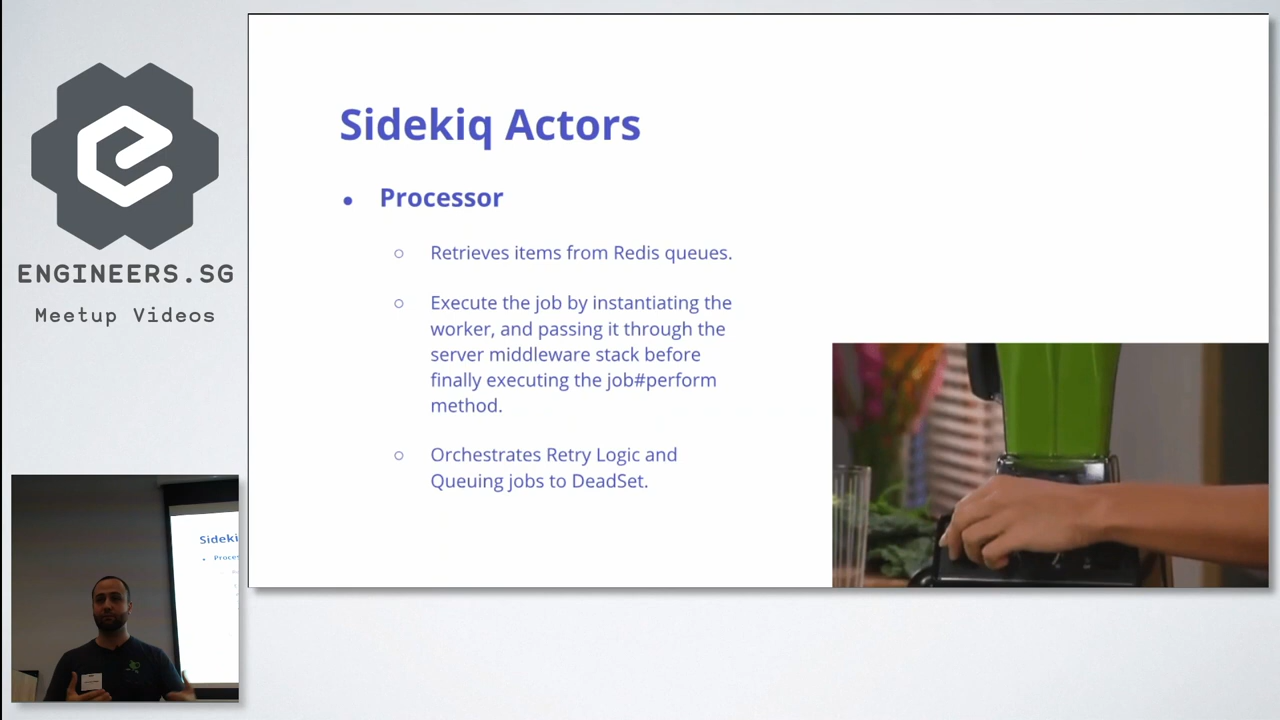 ENGINEERS.SG
Meetup Videos
Sidekiq Actors
• Processor
○ Retrieves items from Redis queues.
○ Execute the job by instantiating the
worker, and passing it through the
server middleware stack before
finally executing the job#perform
method.
○ Orchestrates Retry Logic and
Queuing jobs to DeadSet.
Sideki
Proces